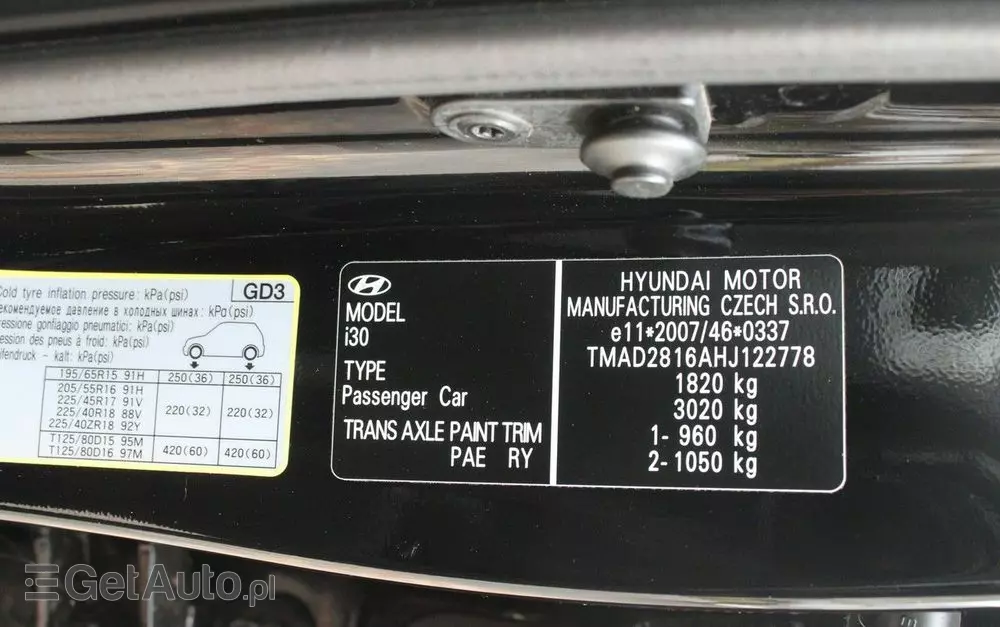 Cold tyre inflation pressure: kPa(psi)
GD3
екомендуемое давление в холодных шинах: kPa(psi)
ressione gonfiaggio pneumatici: kPa(psi)
ession des pneus à froid: kPa(psi)
eifendruck - kalt: kPa(psi)
195/65R15 91H 250(36) 250(36)
205/55R16 91H
225/45R17 91V
225/40R18 88V
225/40ZR18 92Y
220(32) 220(32)
T125/80D15 95M
T125/80D16 97M
420(60) 420(60)
MODEL
i30
TYPE
Passenger Car
TRANS AXLE PAINT TRIM
PAE RY
HYUNDAI MOTOR
MANUFACTURING CZECH S.R.O.
e11*2007/46*0337
TMAD2816AHJ122778
1820 kg
3020 kg
1- 960 kg
2- 1050 kg
GetAuto.pl